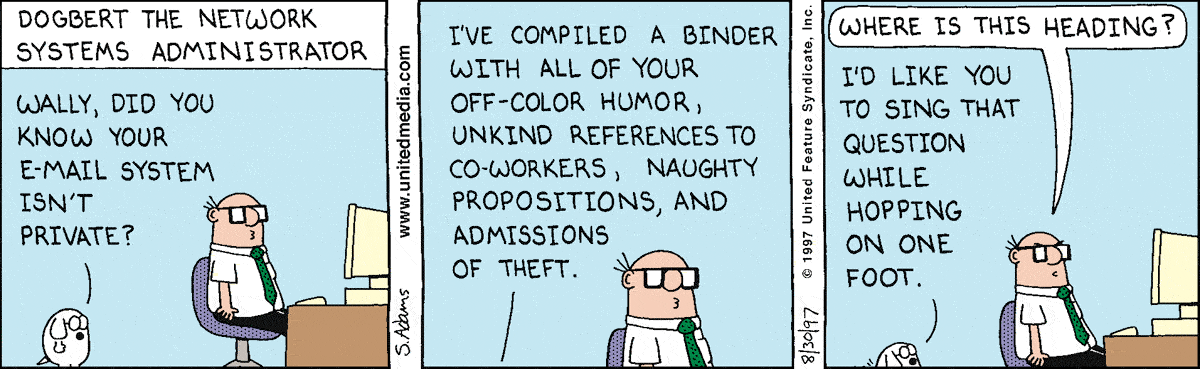 DOGBERT THE NETWORK
SYSTEMS ADMINISTRATOR
WALLY, DID YOU
KNOW YOUR
E-MAIL SYSTEM
ISN'T
PRIVATE?
www.unitedmedia.com
S. Adams
I'VE COMPILED A BINDER
WITH ALL OF YOUR
OFF-COLOR HUMOR,
UNKIND REFERENCES TO
CO-WORKERS, NAUGHTY
PROPOSITIONS, AND
ADMISSIONS
OF THEFT.
8/30/97 © 1997 United Feature Syndicate, Inc.
WHERE IS THIS HEADING?
I'D LIKE YOU
TO SING THAT
QUESTION
WHILE
HOPPING
ON ONE
FOOT.